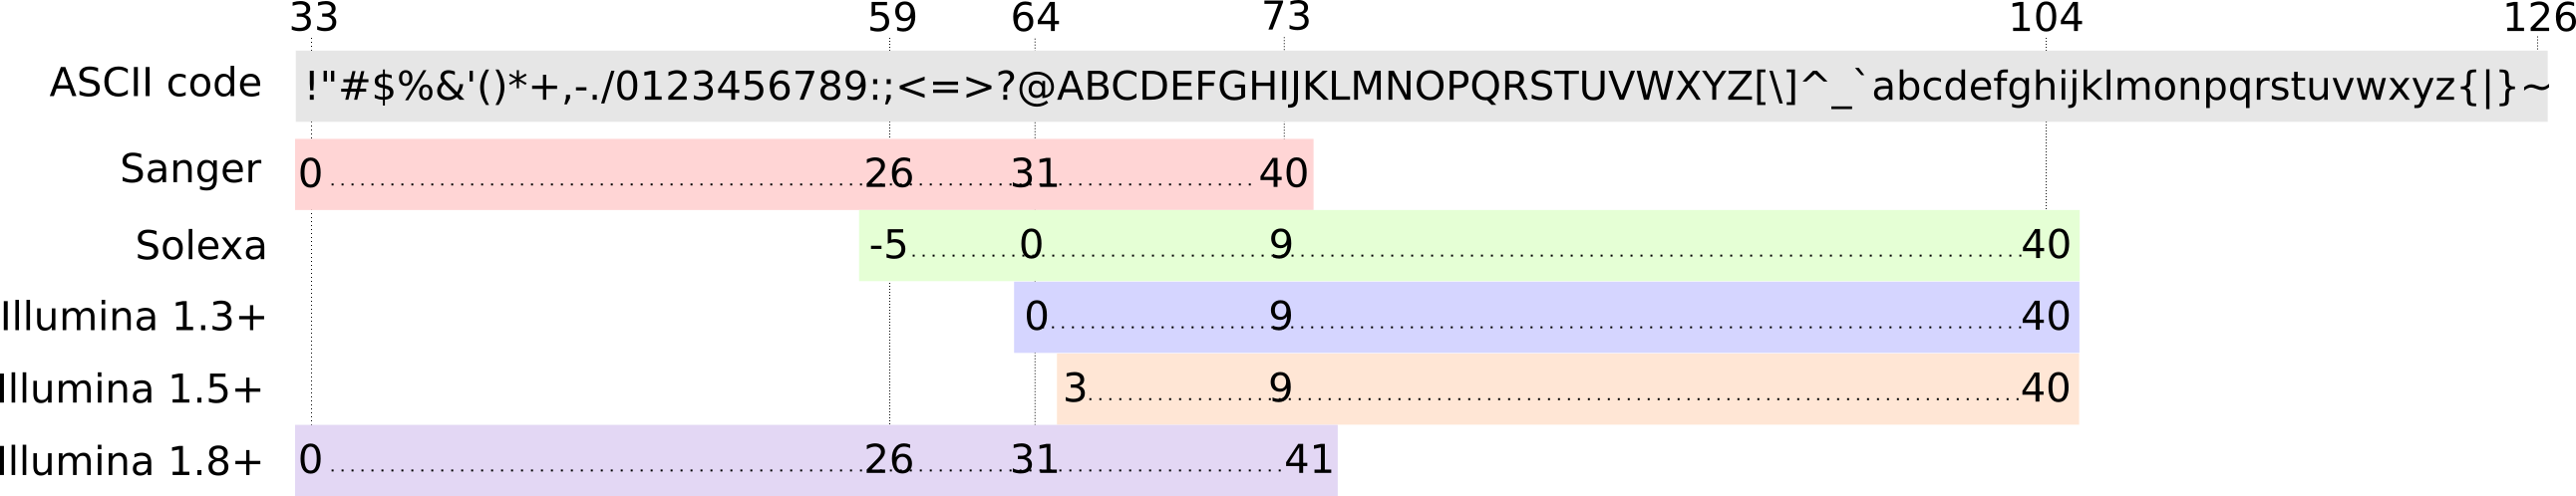 33 59 64 73 104 126
ASCII code !"#$%&'()*+,-./0123456789:;<=>?@ABCDEFGHIJKLMNOPQRSTUVWXYZ[\]^_`abcdefghijklmonpqrstuvwxyz{|}~
Sanger 0 26 31 40
Solexa -5 0 9 40
Illumina 1.3+ 0 9 40
Illumina 1.5+ 3 9 40
Illumina 1.8+ 0 26 31 41